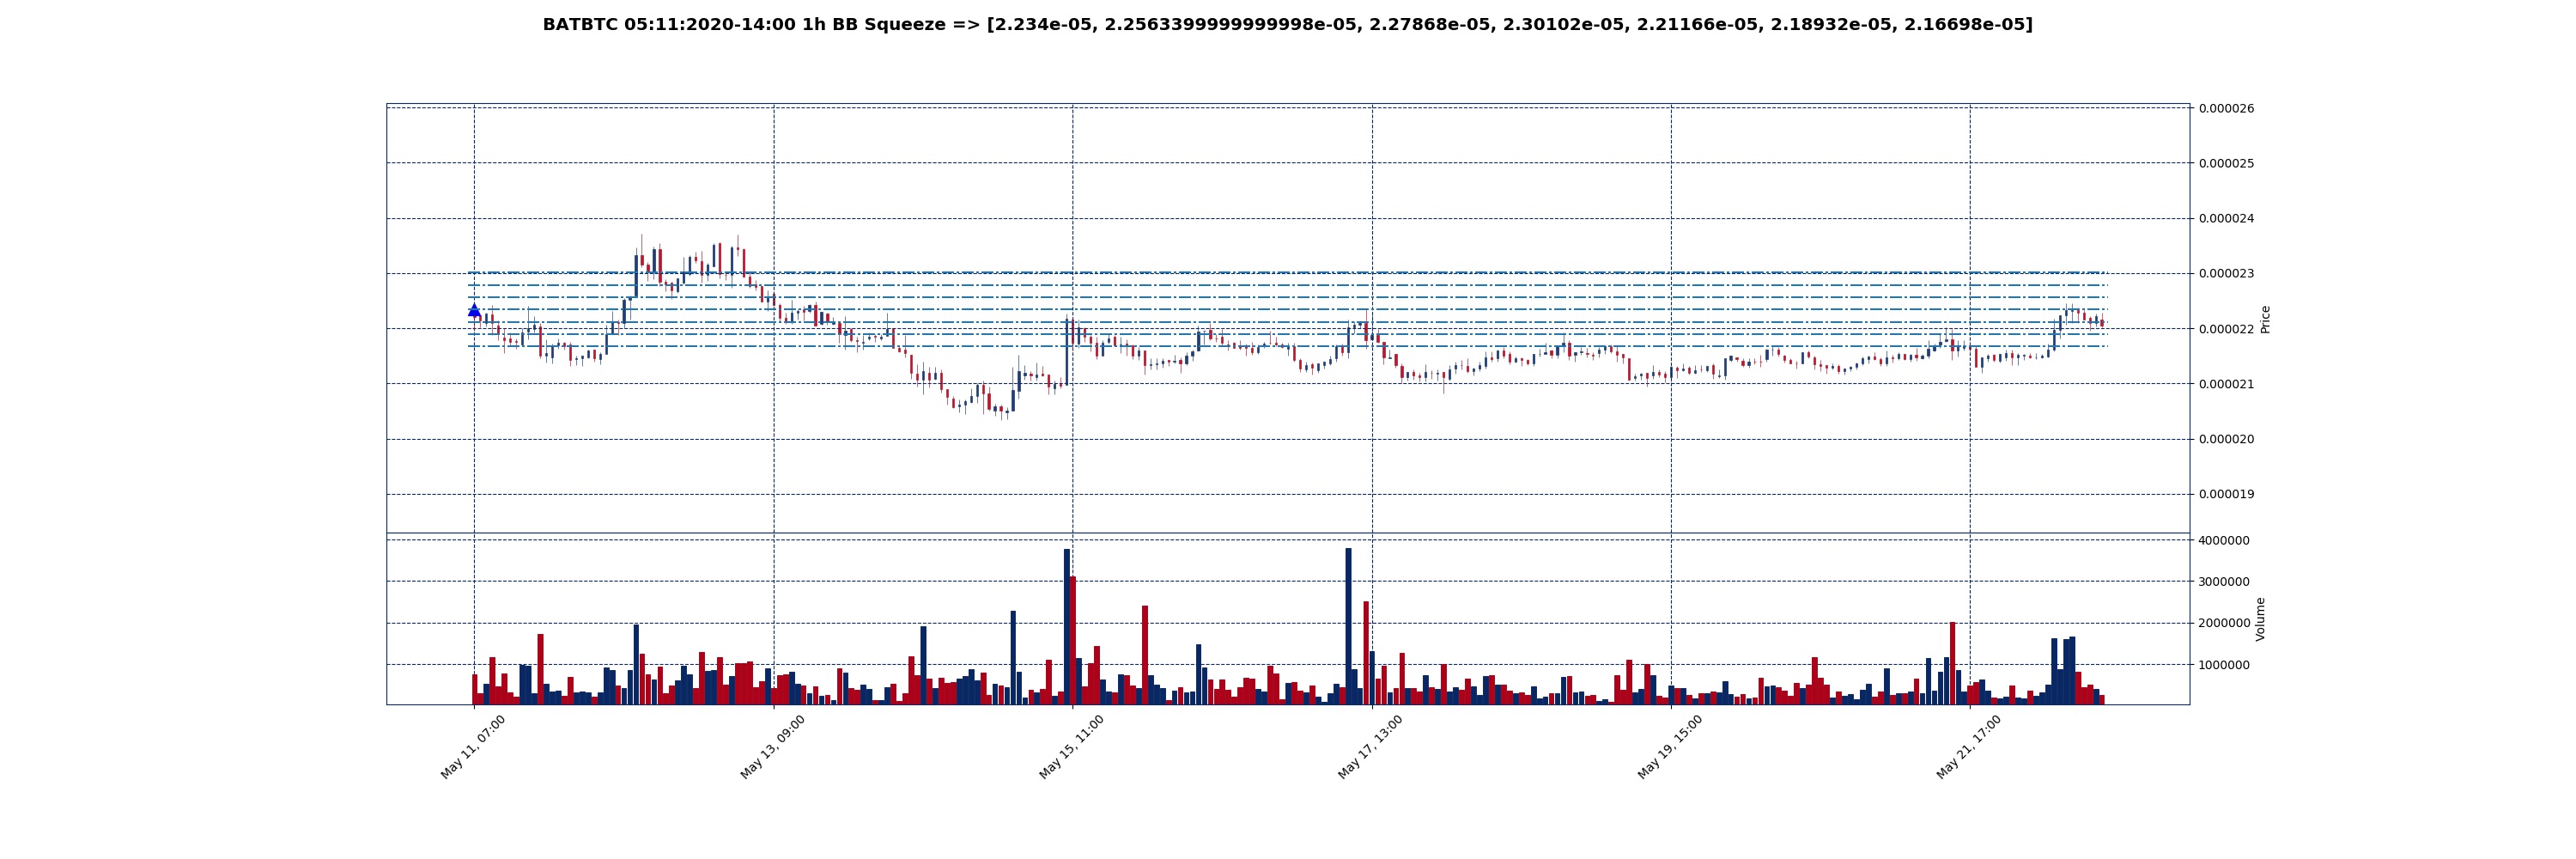 BATBTC 05:11:2020-14:00 1h BB Squeeze => [2.234e-05, 2.2563399999999998e-05, 2.27868e-05, 2.30102e-05, 2.21166e-05, 2.18932e-05, 2.16698e-05]
0.000026
0.000025
0.000024
0.000023
0.000022
0.000021
0.000020
0.000019
Price
4000000
3000000
2000000
1000000
Volume
May 11, 07:00
May 13, 09:00
May 15, 11:00
May 17, 13:00
May 19, 15:00
May 21, 17:00